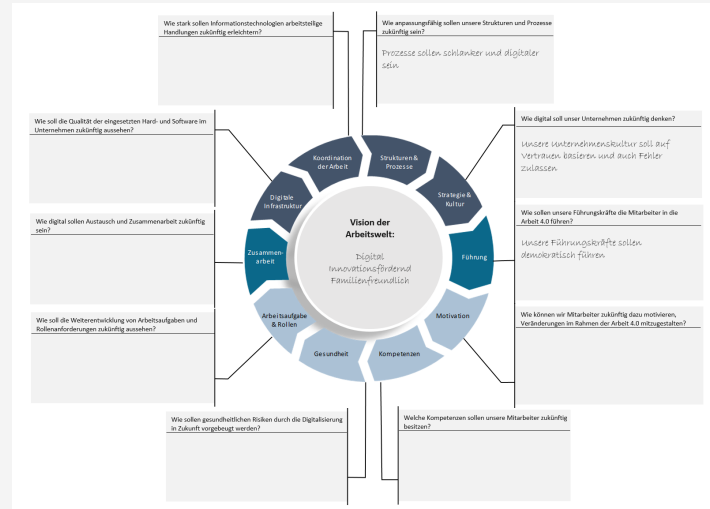 Wie stark sollen Informationstechnologien arbeitsteilige
Handlungen zukünftig erleichtern?
Wie anpassungsfähig sollen unsere Strukturen und Prozesse
zukünftig sein?
Prozesse sollen schlanker und digitaler
sein
Wie soll die Qualität der eingesetzten Hard- und Software im
Unternehmen zukünftig aussehen?
Wie digital soll unser Unternehmen zukünftig denken?
Unsere Unternehmenskultur soll auf
Vertrauen basieren und auch Fehler
zulassen
Koordination
der Arbeit
Strukturen &
Prozesse
Digitale
Infrastruktur
Strategie &
Kultur
Wie digital sollen Austausch und Zusammenarbeit zukünftig
sein?
Wie sollen unsere Führungskräfte die Mitarbeiter in die
Arbeit 4.0 führen?
Unsere Führungskräfte sollen
demokratisch führen
Vision der
Arbeitswelt:
Digital
Innovationsfördernd
Familienfreundlich
Zusammen-
arbeit
Führung
Wie soll die Weiterentwicklung von Arbeitsaufgaben und
Rollenanforderungen zukünftig aussehen?
Wie können wir Mitarbeiter zukünftig dazu motivieren,
Veränderungen im Rahmen der Arbeit 4.0 mitzugestalten?
Arbeitsaufgabe
& Rollen
Motivation
Gesundheit
Kompetenzen
Wie sollen gesundheitlichen Risiken durch die Digitalisierung
in Zukunft vorgebeugt werden?
Welche Kompetenzen sollen unsere Mitarbeiter zukünftig
besitzen?